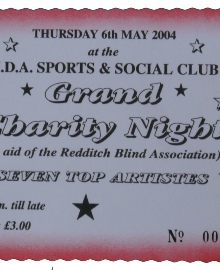 THURSDAY 6th MAY 2004
at the
.D.A. SPORTS & SOCIAL CLUB
Grand
Charity Night
aid of the Redditch Blind Association)
SEVEN TOP ARTISTES
n. till late
£3.00
Nº 00